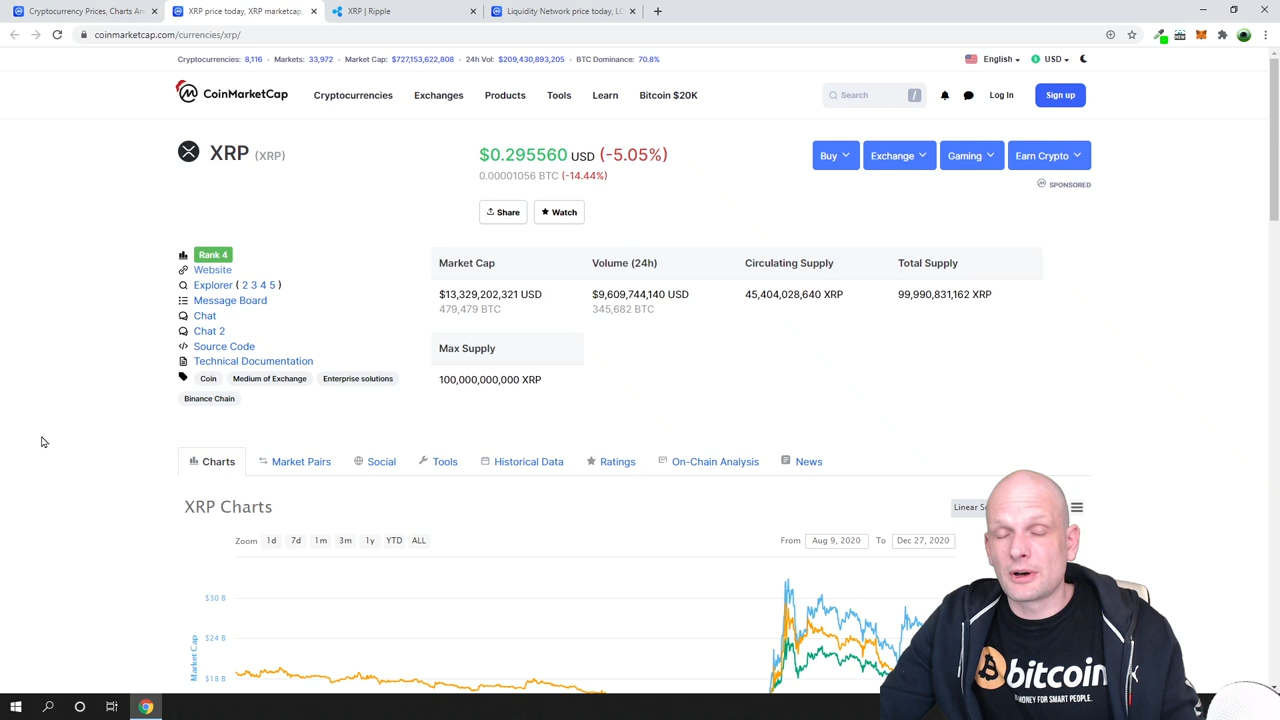 Cryptocurrency Prices, Charts An
XRP price today, XRP marketcap,
XRP | Ripple
Liquidity Network price today, LC
coinmarketcap.com/currencies/xrp/
Cryptocurrencies: 8,116 • Markets: 33,972 • Market Cap: $727,153,622,808 • 24h Vol: $209,430,893,205 • BTC Dominance: 70.8%
English
USD
CoinMarketCap
Cryptocurrencies Exchanges Products Tools Learn Bitcoin $20K
Search /
Log In
Sign up
XRP (XRP)
$0.295560 USD (-5.05%)
0.00001056 BTC (-14.44%)
Buy Exchange Gaming Earn Crypto
SPONSORED
Share Watch
Rank 4
Website
Explorer ( 2 3 4 5 )
Message Board
Chat
Chat 2
Source Code
Technical Documentation
Coin Medium of Exchange Enterprise solutions
Binance Chain
Market Cap Volume (24h) Circulating Supply Total Supply
$13,329,202,321 USD $9,609,744,140 USD 45,404,028,640 XRP 99,990,831,162 XRP
479,479 BTC 345,682 BTC
Max Supply
100,000,000,000 XRP
Charts Market Pairs Social Tools Historical Data Ratings On-Chain Analysis News
XRP Charts
Linear
Zoom 1d 7d 1m 3m 1y YTD ALL
From Aug 9, 2020 To Dec 27, 2020
$30 B
$24 B
$18 B
Market Cap
bitcoin
MONEY FOR SMART PEOPLE.